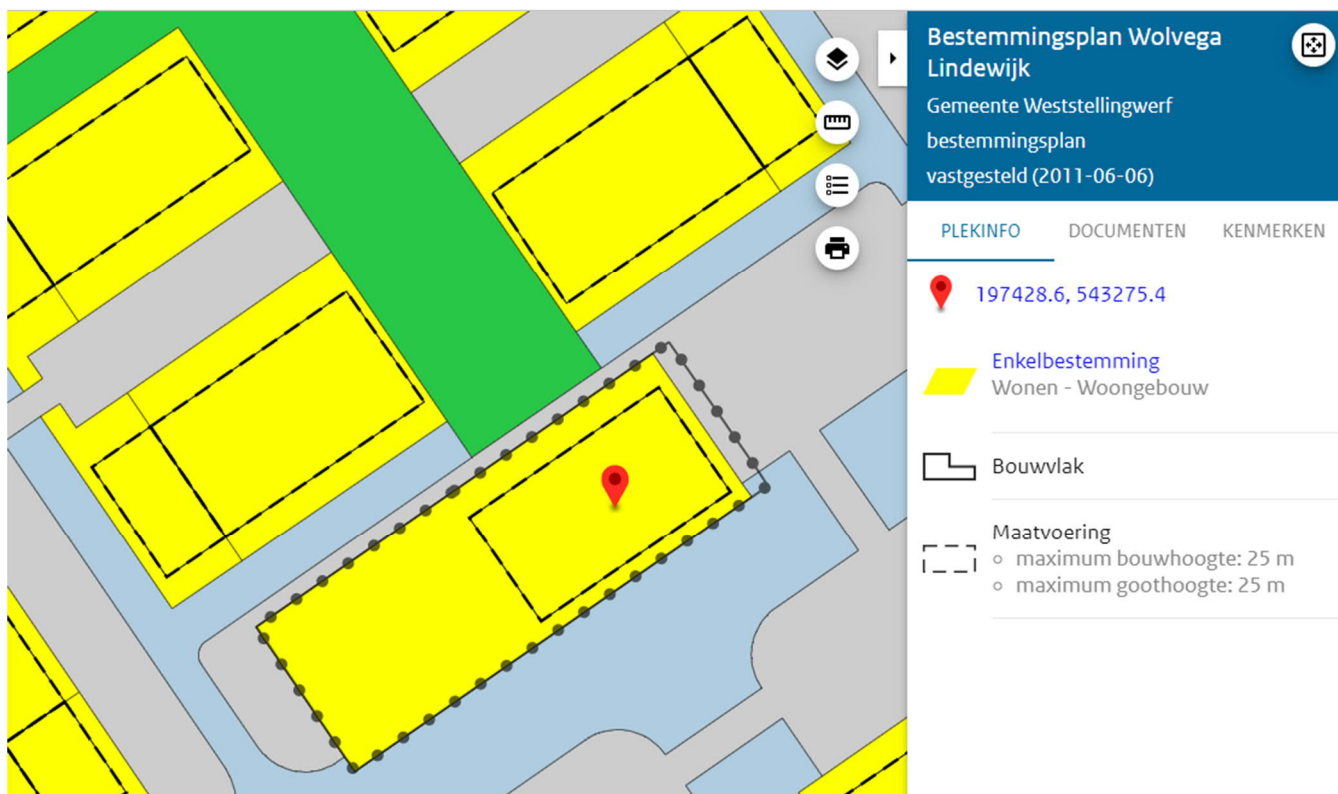 Bestemmingsplan Wolvega
Lindewijk
Gemeente Weststellingwerf
bestemmingsplan
vastgesteld (2011-06-06)
PLEKINFO DOCUMENTEN KENMERKEN
197428.6, 543275.4
Enkelbestemming
Wonen - Woongebouw
Bouwvlak
Maatvoering
maximum bouwhoogte: 25 m
maximum goothoogte: 25 m